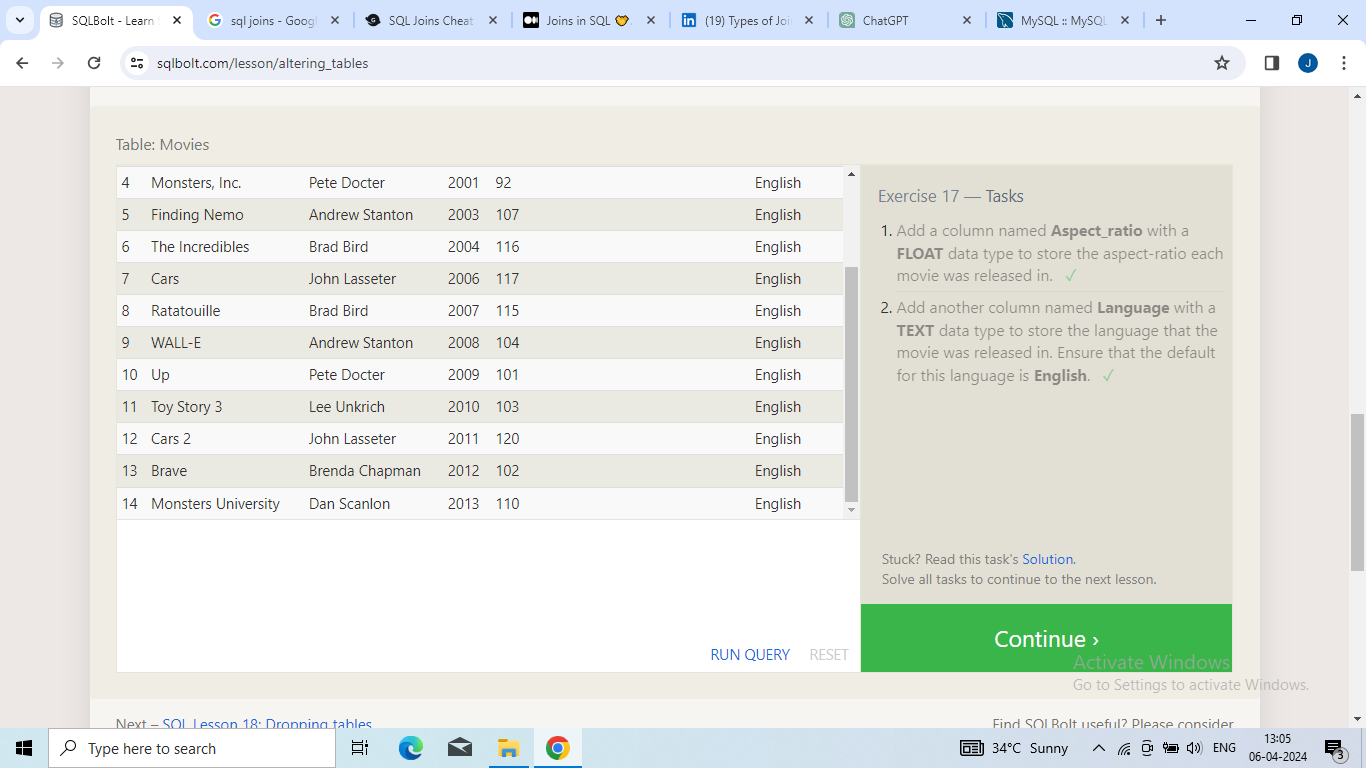 SQLBolt - Learn
sql joins - Goog
SQL Joins Cheat
Joins in SQL
(19) Types of Joi
ChatGPT
MySQL :: MySQL
sqlbolt.com/lesson/altering_tables
J
Table: Movies
4 Monsters, Inc. Pete Docter 2001 92 English
5 Finding Nemo Andrew Stanton 2003 107 English
6 The Incredibles Brad Bird 2004 116 English
7 Cars John Lasseter 2006 117 English
8 Ratatouille Brad Bird 2007 115 English
9 WALL-E Andrew Stanton 2008 104 English
10 Up Pete Docter 2009 101 English
11 Toy Story 3 Lee Unkrich 2010 103 English
12 Cars 2 John Lasseter 2011 120 English
13 Brave Brenda Chapman 2012 102 English
14 Monsters University Dan Scanlon 2013 110 English
RUN QUERY RESET
Exercise 17 — Tasks
1. Add a column named Aspect_ratio with a
FLOAT data type to store the aspect-ratio each
movie was released in. ✓
2. Add another column named Language with a
TEXT data type to store the language that the
movie was released in. Ensure that the default
for this language is English. ✓
Stuck? Read this task's Solution.
Solve all tasks to continue to the next lesson.
Continue ›
Activate Windows
Go to Settings to activate Windows.
Next – SQL Lesson 18: Dropping tables
Find SQLBolt useful? Please consider
Type here to search
34°C Sunny
ENG
13:05
06-04-2024
3